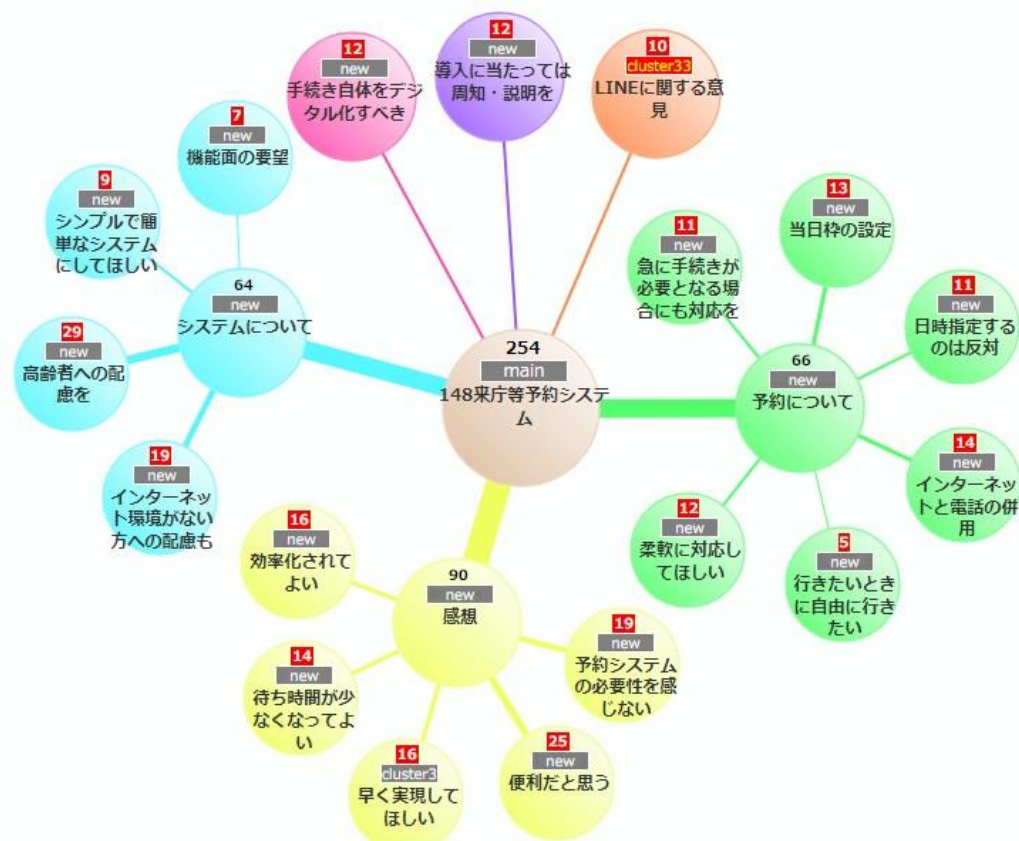 12
new
手続き自体をデジ
タル化すべき
12
new
導入に当たっては
周知・説明を
10
cluster33
LINEに関する意
見
7
new
機能面の要望
9
new
シンプルで簡
単なシステム
にしてほしい
64
new
システムについて
29
new
高齢者への配
慮を
19
new
インターネッ
ト環境がない
方への配慮も
254
main
148来庁等予約システ
ム
13
new
当日枠の設定
11
new
急に手続きが
必要となる場
合にも対応を
11
new
日時指定する
のは反対
66
new
予約について
14
new
インターネッ
トと電話の併
用
12
new
柔軟に対応し
てほしい
5
new
行きたいとき
に自由に行き
たい
90
new
感想
16
new
効率化されて
よい
14
new
待ち時間が少
なくなってよ
い
16
cluster3
早く実現して
ほしい
25
new
便利だと思う
19
new
予約システム
の必要性を感
じない